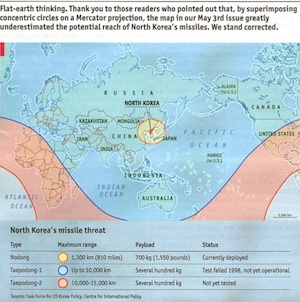 Flat-earth thinking. Thank you to those readers who pointed out that, by superimposing
concentric circles on a Mercator projection, the map in our May 3rd issue greatly
underestimated the potential reach of North Korea's missiles. We stand corrected.
RUSSIA
ALASKA
(to U.S.)
CANADA
NORTH KOREA
KAZAKHSTAN
MONGOLIA
CHINA
JAPAN
PACIFIC
OCEAN
UNITED STATES
IRAN
INDIA
HAWAII
(to U.S.)
INDONESIA
ATLANTIC
OCEAN
INDIAN
OCEAN
AUSTRALIA
North Korea's missile threat
Type Maximum range Payload Status
Nodong 1,300 km (810 miles) 700 kg (1,550 pounds) Currently deployed
Taepodong-1 Up to 10,000 km Several hundred kg Test failed 1998, not yet operational
Taepodong-2 10,000-15,000 km Several hundred kg Not yet tested
Source: Task Force for US Korea Policy, Centre for International Policy